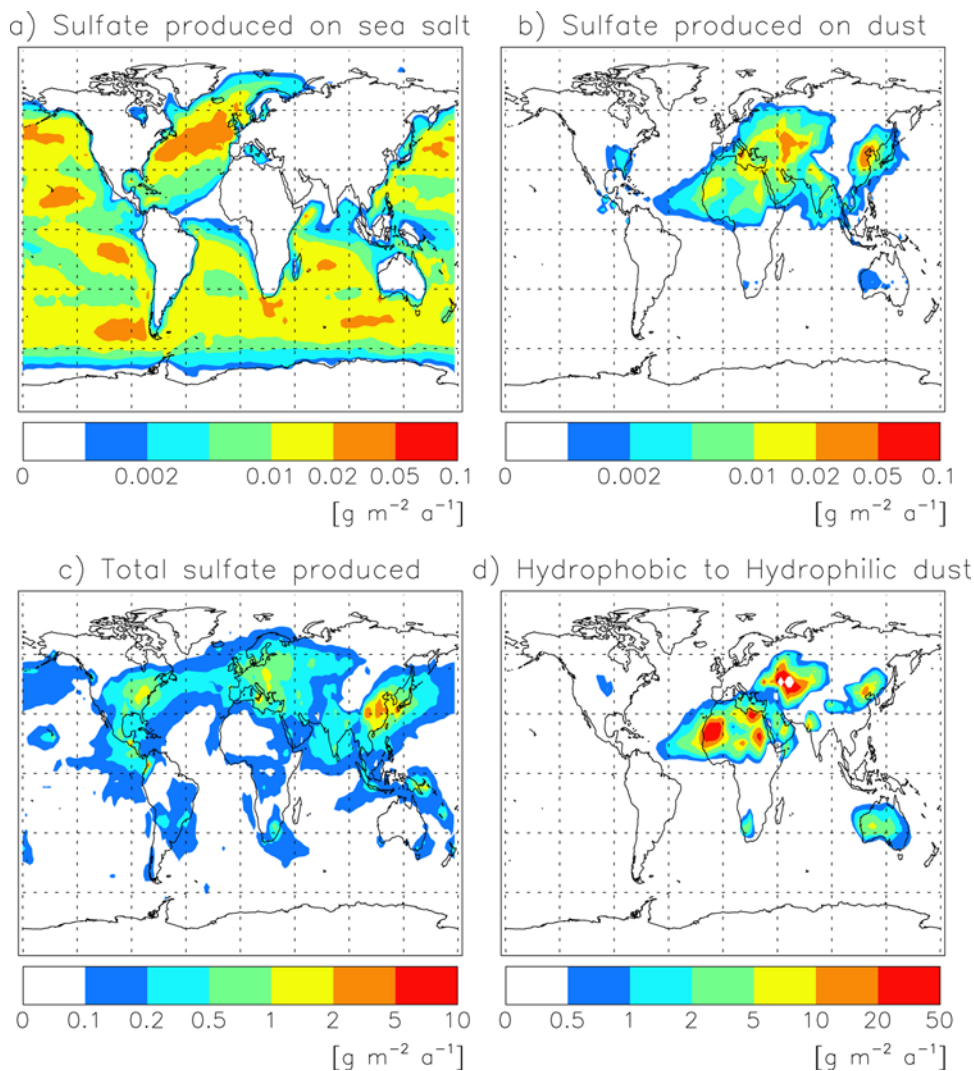 a) Sulfate produced on sea salt
b) Sulfate produced on dust
0 0.002 0.01 0.02 0.05 0.1
[g m⁻² a⁻¹]
0 0.002 0.01 0.02 0.05 0.1
[g m⁻² a⁻¹]
c) Total sulfate produced
d) Hydrophobic to Hydrophilic dust
0 0.1 0.2 0.5 1 2 5 10
[g m⁻² a⁻¹]
0 0.5 1 2 5 10 20 50
[g m⁻² a⁻¹]